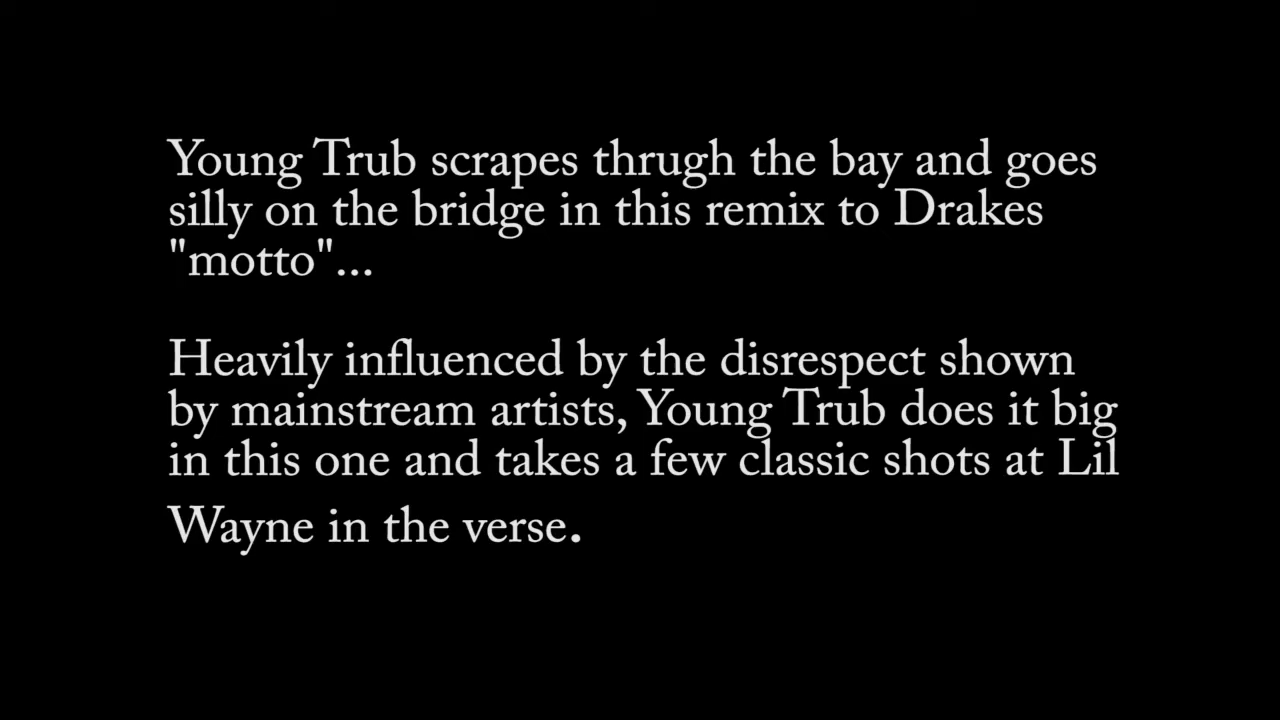 Young Trub scrapes thrugh the bay and goes
silly on the bridge in this remix to Drakes
"motto"...
Heavily influenced by the disrespect shown
by mainstream artists, Young Trub does it big
in this one and takes a few classic shots at Lil
Wayne in the verse.